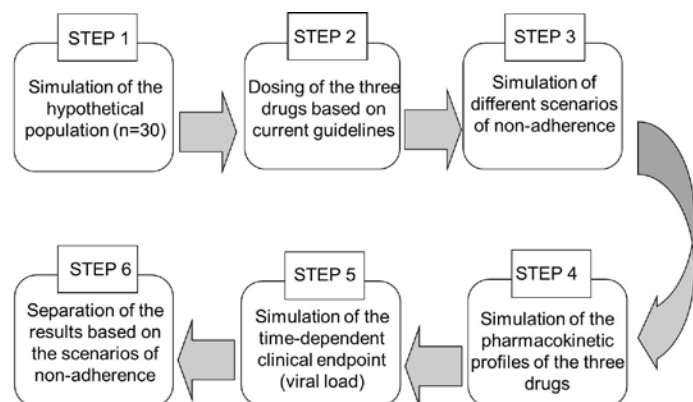 STEP 1
Simulation of the
hypothetical
population (n=30)
STEP 2
Dosing of the three
drugs based on
current guidelines
STEP 3
Simulation of
different scenarios
of non-adherence
STEP 4
Simulation of the
pharmacokinetic
profiles of the three
drugs
STEP 5
Simulation of the
time-dependent
clinical endpoint
(viral load)
STEP 6
Separation of the
results based on
the scenarios of
non-adherence